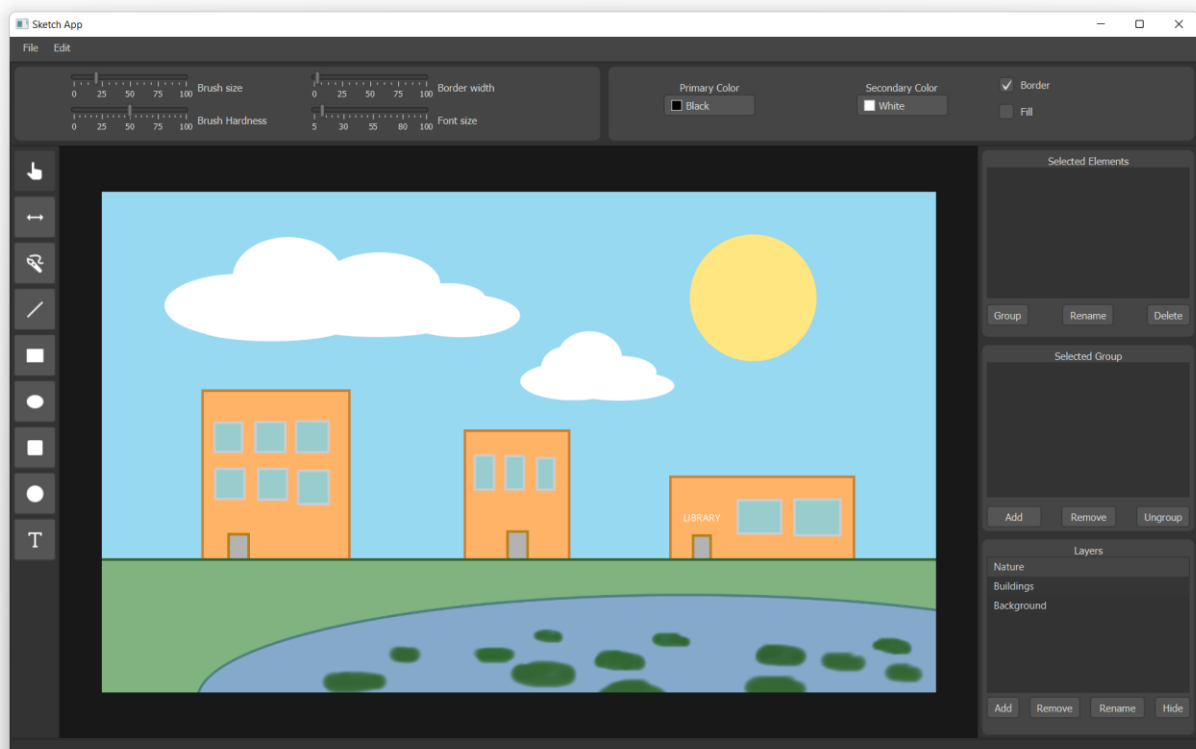 Sketch App
File Edit
0 25 50 75 100 Brush size
0 25 50 75 100 Border width
0 25 50 75 100 Brush Hardness
5 30 55 80 100 Font size
Primary Color
Black
Secondary Color
White
Border
Fill
T
Selected Elements
Group Rename Delete
Selected Group
Add Remove Ungroup
LIBRARY
Layers
Nature
Buildings
Background
Add Remove Rename Hide